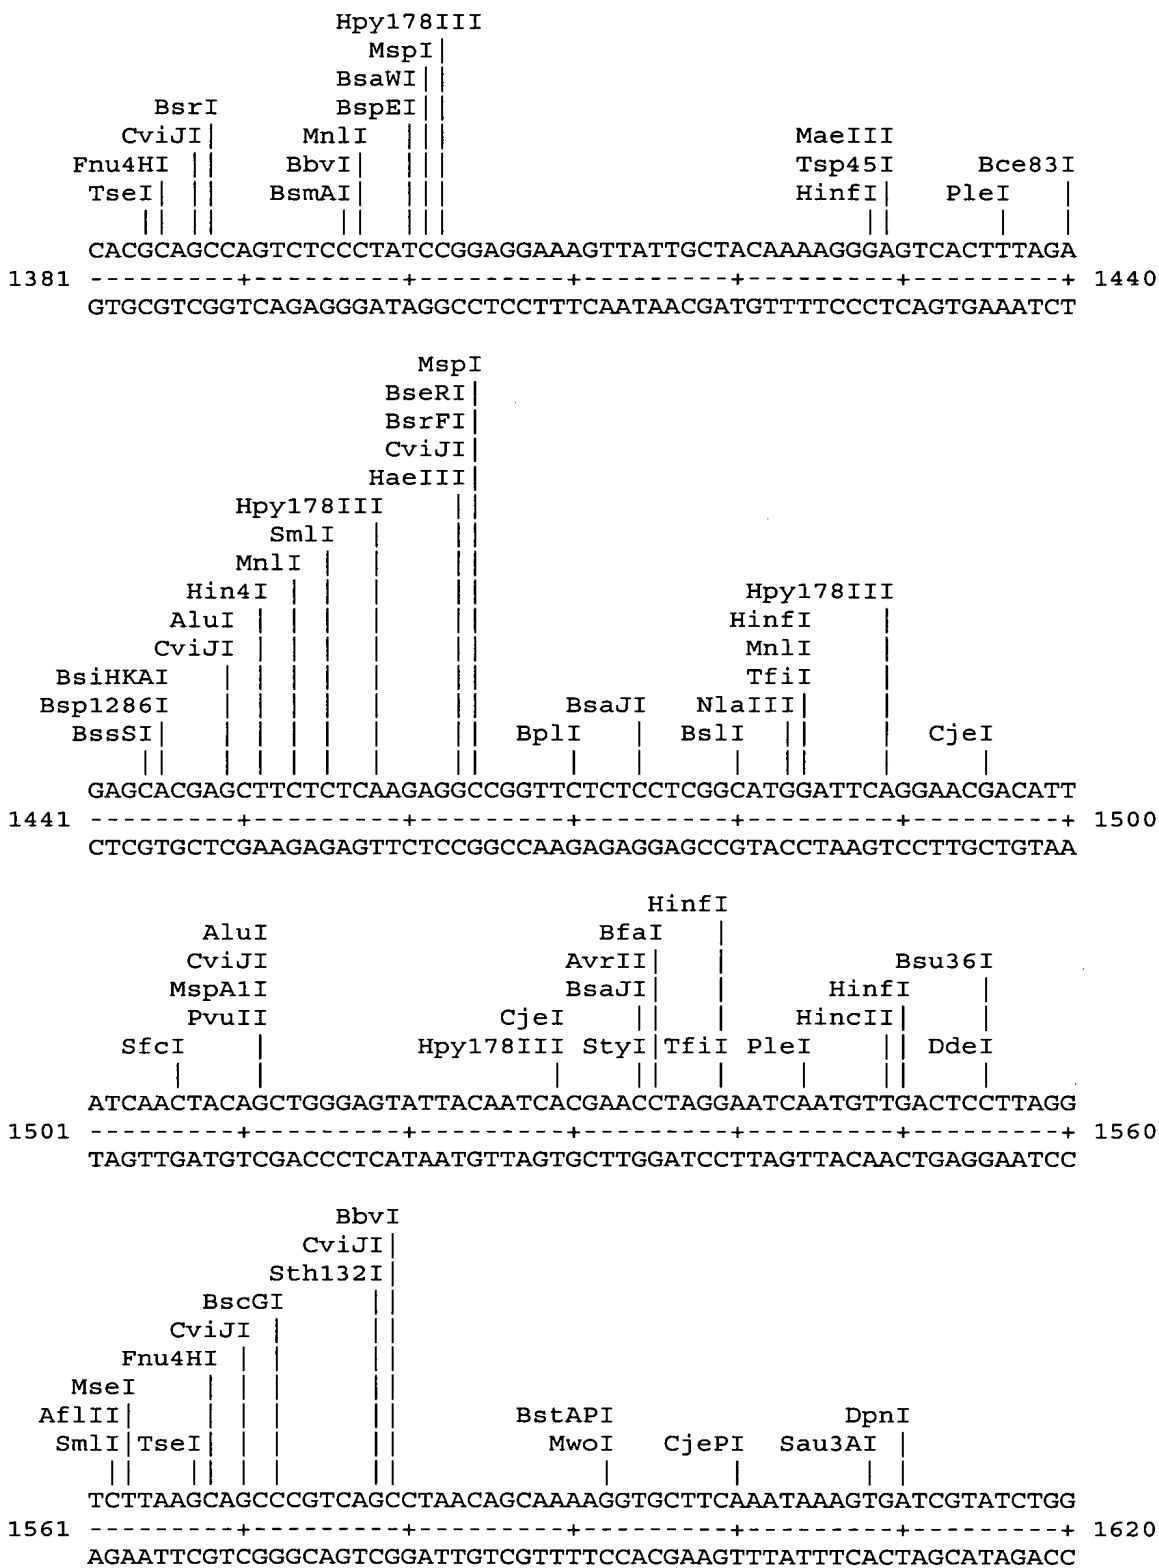 Hpy178III
MspI
BsaWI
BsrI BspEI
CviJI MnlI MaeIII
Fnu4HI BbvI Tsp45I Bce83I
TseI BsmAI HinfI PleI
CACGCAGCCAGTCTCCCTATCCGGAGGAAAGTTATTGCTACAAAAGGGAGTCACTTTAGA
1381 ---------+---------+---------+---------+---------+---------+ 1440
GTGCGTCGGTCAGAGGGATAGGCCTCCTTTCAATAACGATGTTTTCCCTCAGTGAAATCT
MspI
BseRI
BsrFI
CviJI
HaeIII
Hpy178III
SmlI
MnlI
Hin4I Hpy178III
AluI HinfI
CviJI MnlI
BsiHKAI TfiI
Bsp1286I BsaJI NlaIII
BssSI BplI BslI CjeI
GAGCACGAGCTTCTCTCAAGAGGCCGGTTCTCTCCTCGGCATGGATTCAGGAACGACATT
1441 ---------+---------+---------+---------+---------+---------+ 1500
CTCGTGCTCGAAGAGAGTTCTCCGGCCAAGAGAGGAGCCGTACCTAAGTCCTTGCTGTAA
HinfI
AluI BfaI
CviJI AvrII Bsu36I
MspA1I BsaJI HinfI
PvuII CjeI HincII
SfcI Hpy178III StyI TfiI PleI DdeI
ATCAACTACAGCTGGGAGTATTACAATCACGAACCTAGGAATCAATGTTGACTCCTTAGG
1501 ---------+---------+---------+---------+---------+---------+ 1560
TAGTTGATGTCGACCCTCATAATGTTAGTGCTTGGATCCTTAGTTACAACTGAGGAATCC
BbvI
CviJI
Sth132I
BscGI
CviJI
Fnu4HI
MseI
AflII BstAPI DpnI
SmlI TseI MwoI CjePI Sau3AI
TCTTAAGCAGCCCGTCAGCCTAACAGCAAAAGGTGCTTCAAATAAAGTGATCGTATCTGG
1561 ---------+---------+---------+---------+---------+---------+ 1620
AGAATTCGTCGGGCAGTCGGATTGTCGTTTTCCACGAAGTTTATTTCACTAGCATAGACC